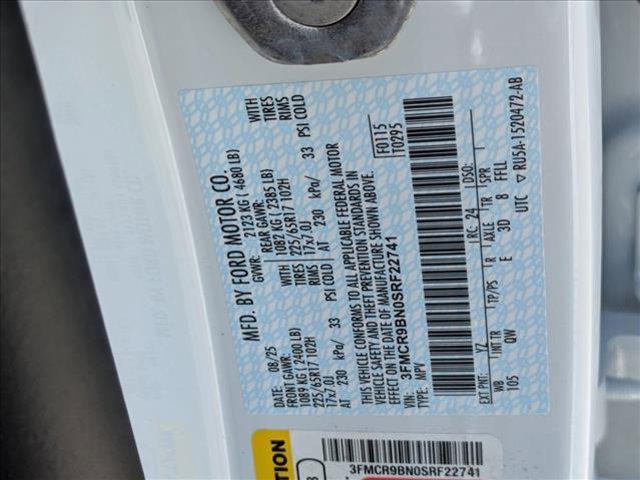 MFD. BY FORD MOTOR CO.
08/25 GVWR: 2123 KG ( 4680 LB)
FRONT GAWR: REAR GAWR:
1089 KG ( 2400 LB) 1082 KG ( 2385 LB)
WITH WITH
225/65R17 102H TIRES 225/65R17 102H TIRES
17x7.0J RIMS 17x7.0J RIMS
AT 230 kPa/ 33 PSI COLD AT 230 kPa/ 33 PSI COLD
THIS VEHICLE CONFORMS TO ALL APPLICABLE FEDERAL MOTOR
VEHICLE SAFETY AND THEFT PREVENTION STANDARDS IN
EFFECT ON THE DATE OF MANUFACTURE SHOWN ABOVE.
F0115
T0295
VIN: 3FMCR9BN0SRF22741
TYPE: MPV
EXT PNT: YZ RC: 24 DSO:
WB INT TR TP/PS R AXLE TR SPR
105 QW E 3D 8 FFLL
UTC ▽ RU5A-1520472-AB
3FMCR9BN0SRF22741